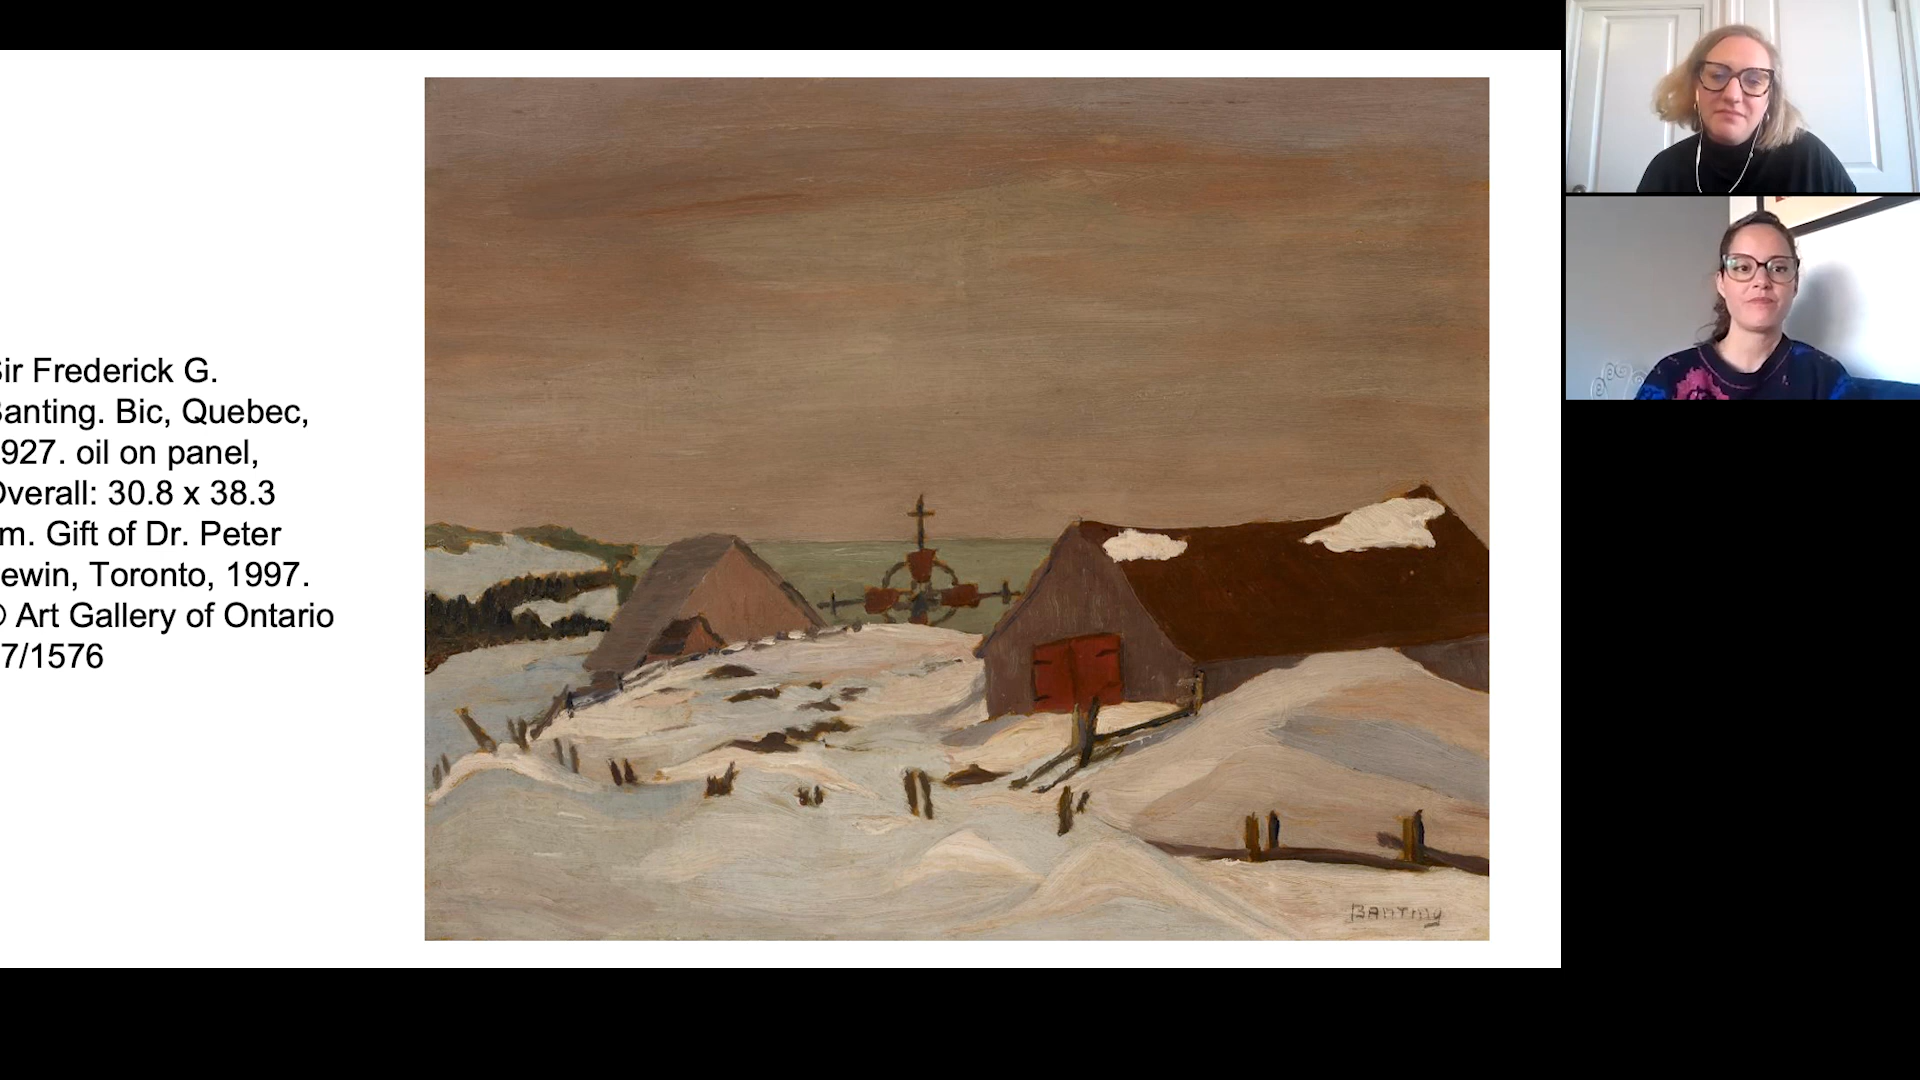 ir Frederick G.
anting. Bic, Quebec,
927. oil on panel,
Overall: 30.8 x 38.3
m. Gift of Dr. Peter
ewin, Toronto, 1997.
© Art Gallery of Ontario
7/1576
BANTING